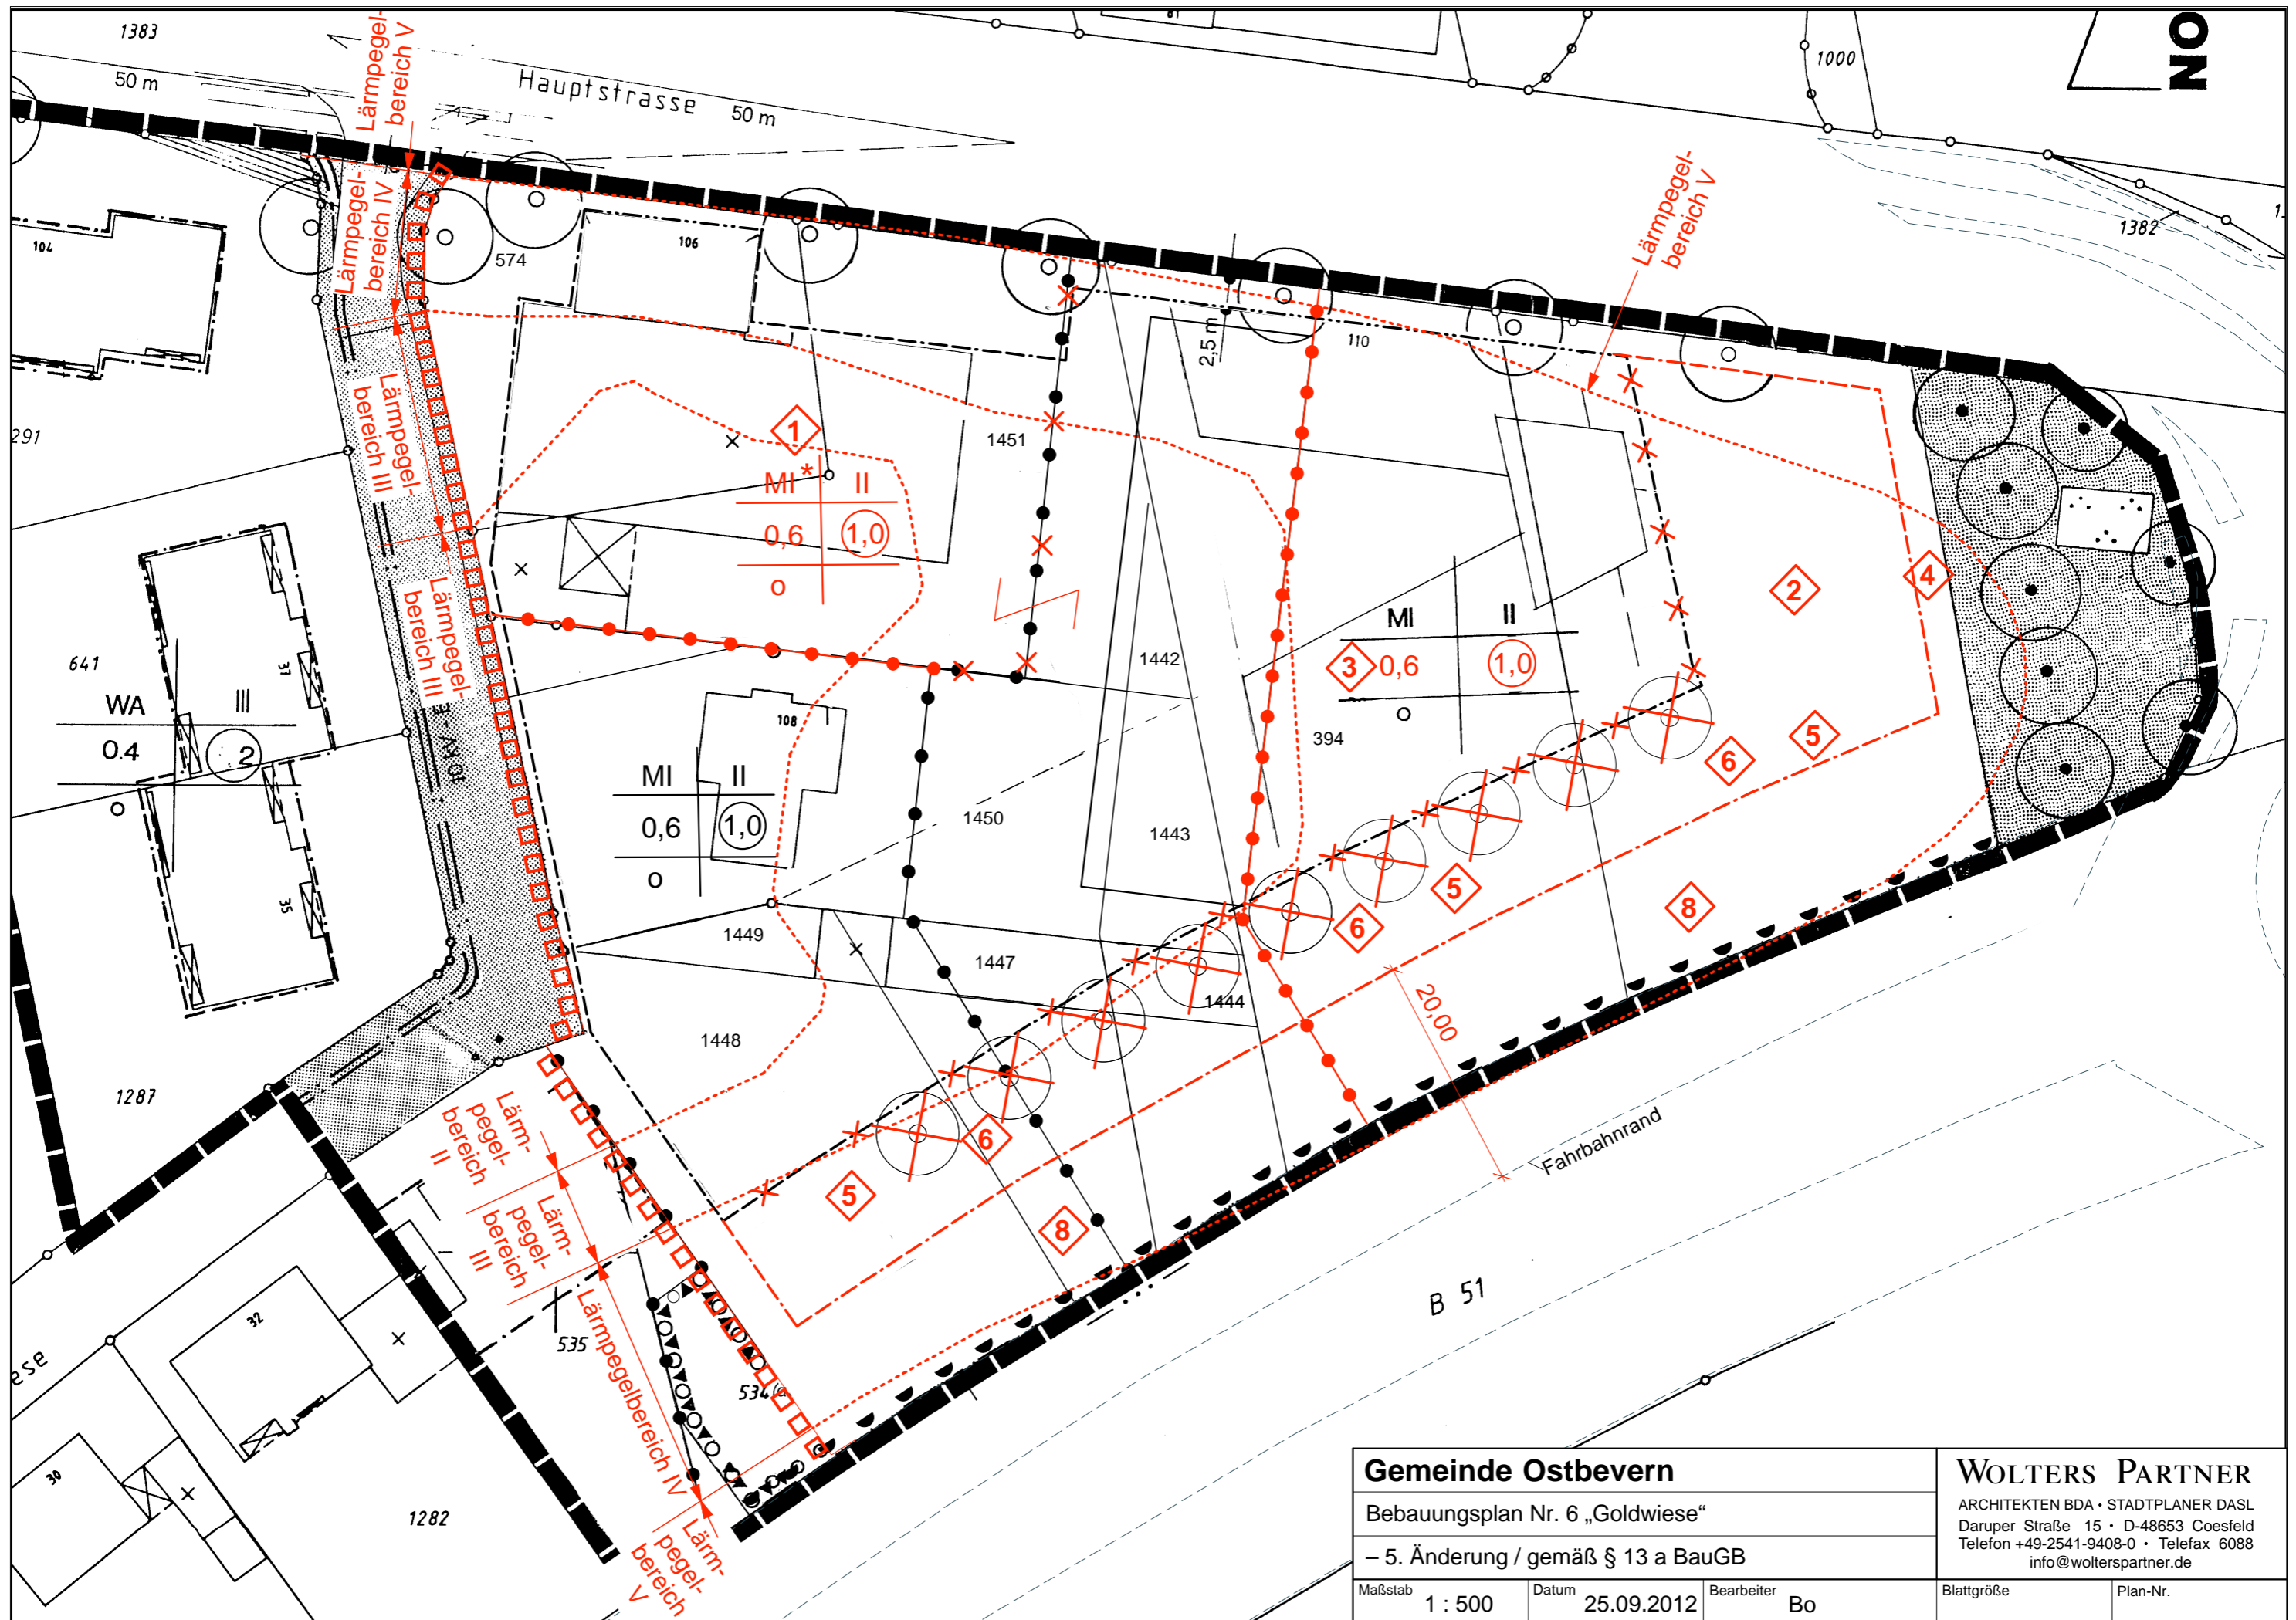 1383
50 m
Hauptstrasse
50 m
81
1000
NO
1382
Lärmpegel-
bereich V
Lärmpegel-
bereich IV
Lärmpegel-
bereich V
104
574
106
110
2,5 m
291
Lärmpegel-
bereich III
1
1451
MI*
II
0,6
1,0
o
Lärmpegel-
bereich III
2
4
MI
II
3
0,6
1,0
o
641
37
WA
III
0.4
2
o
35
10 KV
108
1442
394
5
6
MI
II
0,6
1,0
o
1450
1443
5
6
8
1449
1447
1444
1448
20,00
Fahrbahnrand
1287
Lärm-
pegel-
bereich
II
Lärm-
pegel-
bereich
III
6
5
8
B 51
32
535
Lärmpegelbereich IV
534
ese
30
1282
Lärm-
pegel-
bereich
V
Gemeinde Ostbevern
Bebauungsplan Nr. 6 „Goldwiese“
– 5. Änderung / gemäß § 13 a BauGB
Maßstab 1 : 500
Datum 25.09.2012
Bearbeiter Bo
WOLTERS PARTNER
ARCHITEKTEN BDA • STADTPLANER DASL
Daruper Straße 15 • D-48653 Coesfeld
Telefon +49-2541-9408-0 • Telefax 6088
info@wolterspartner.de
Blattgröße
Plan-Nr.